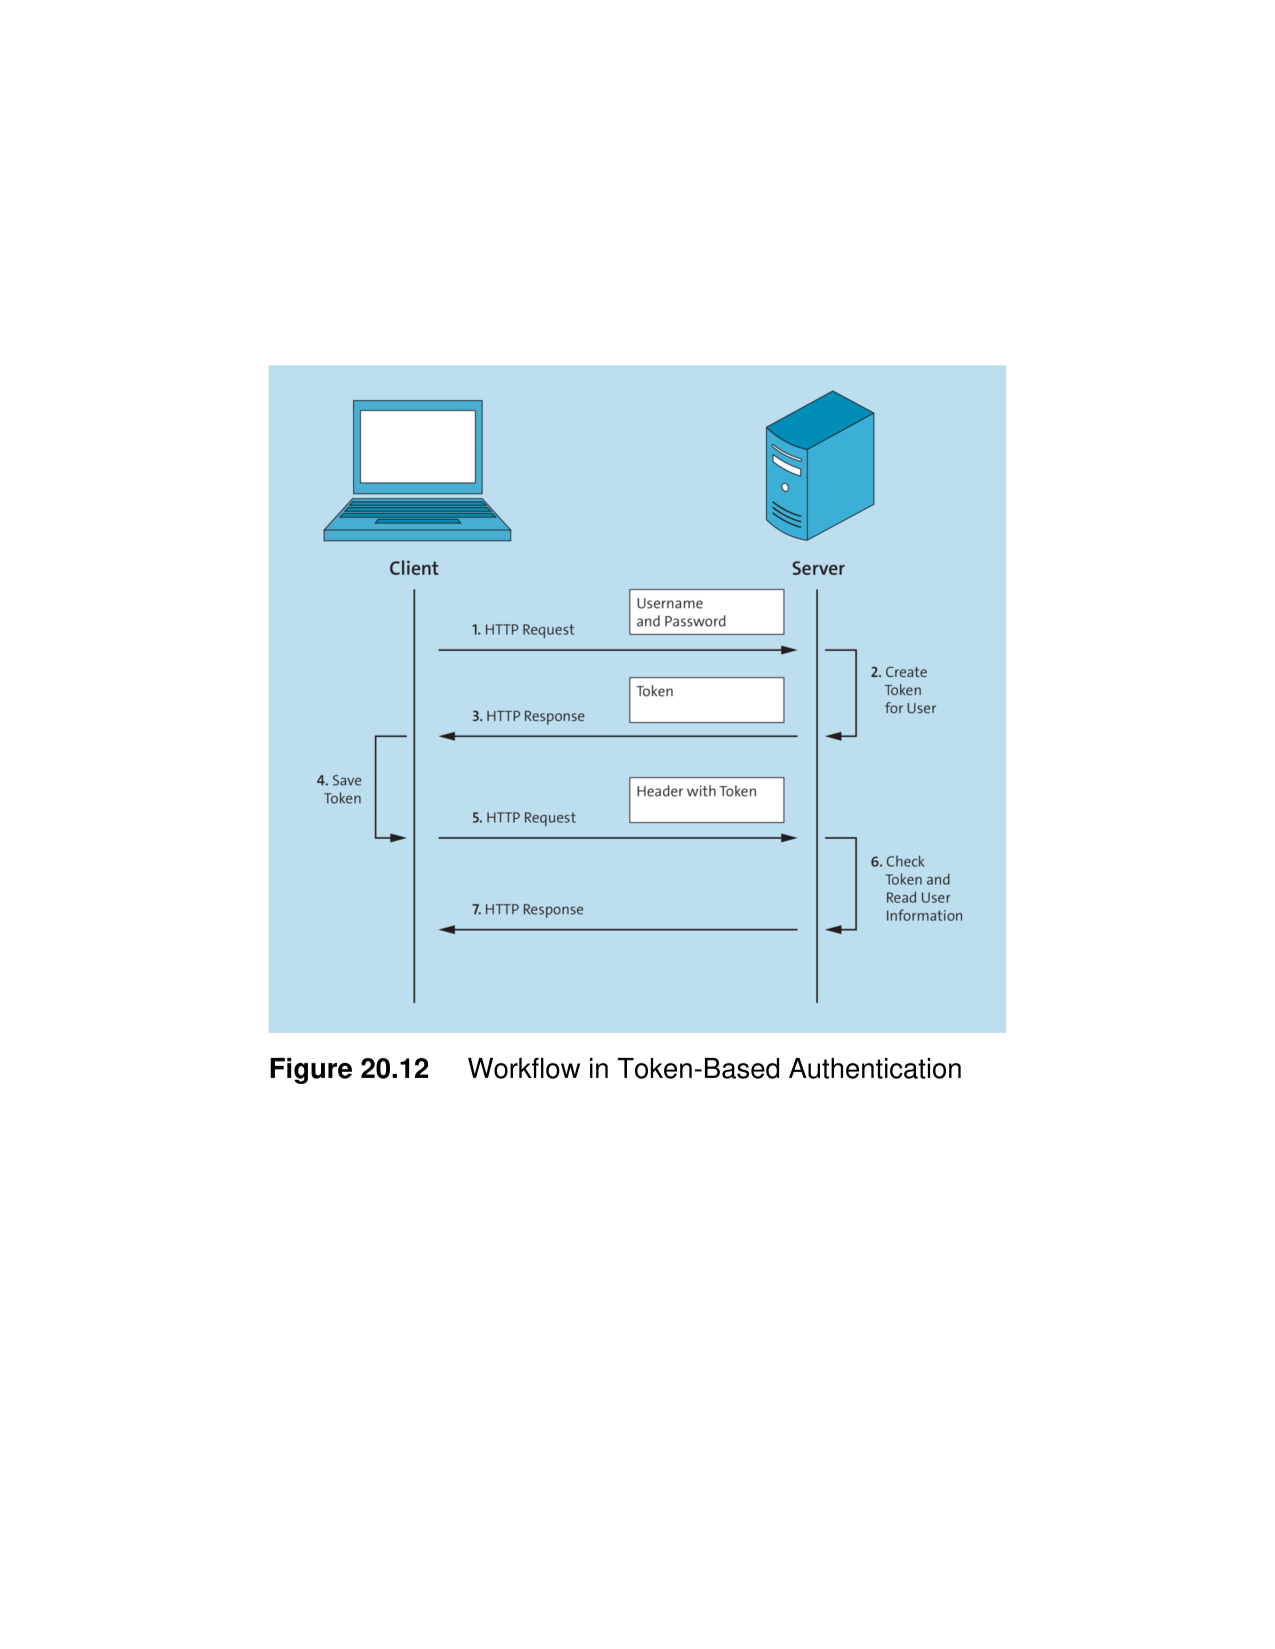 Client
Server
Username
and Password
1. HTTP Request
2. Create
Token
for User
Token
3. HTTP Response
4. Save
Token
Header with Token
5. HTTP Request
6. Check
Token and
Read User
Information
7. HTTP Response
Figure 20.12 Workflow in Token-Based Authentication